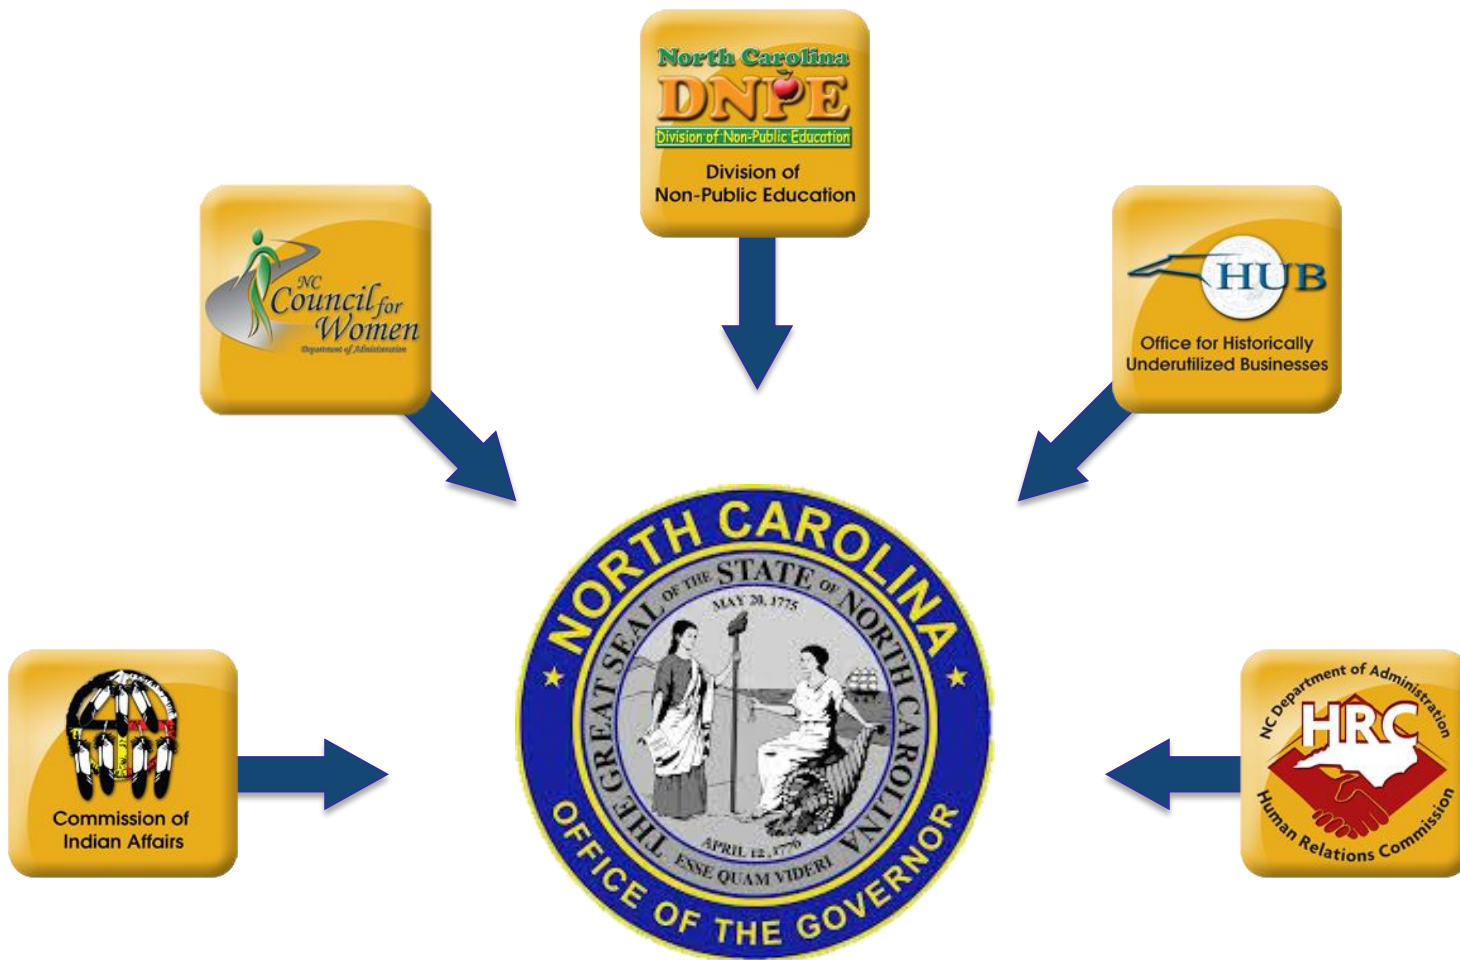 North Carolina
DNPE
Division of Non-Public Education
Division of
Non-Public Education
NC
Council for
Women
Department of Administration
HUB
Office for Historically
Underutilized Businesses
NORTH CAROLINA
OFFICE OF THE GOVERNOR
THE GREAT SEAL OF THE STATE OF NORTH CAROLINA
MAY 20, 1775
APRIL 12, 1776
ESSE QUAM VIDERI
Commission of
Indian Affairs
NC Department of Administration
HRC
Human Relations Commission